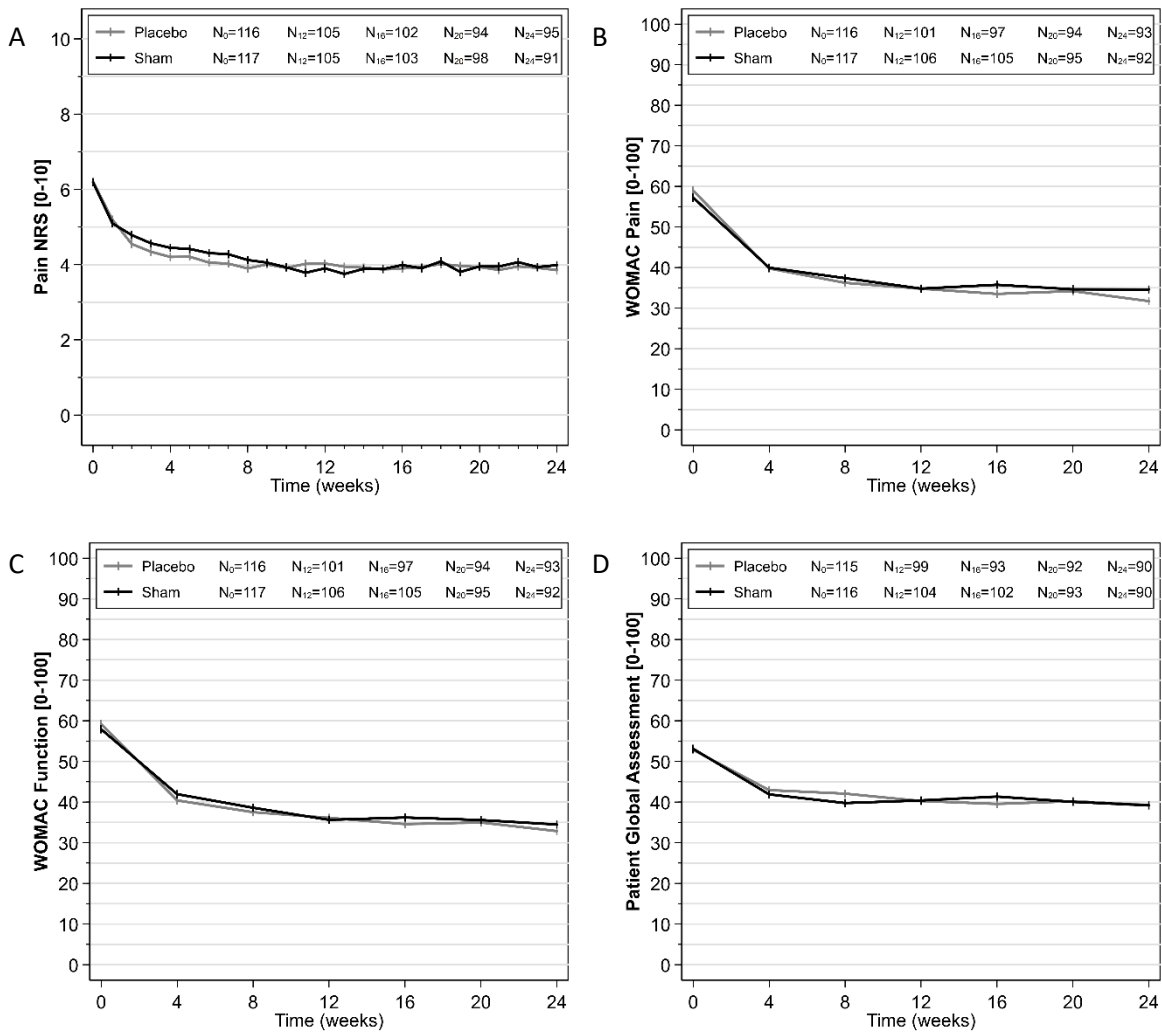 A
Placebo N₀=116 N₁₂=105 N₁₆=102 N₂₀=94 N₂₄=95
Sham N₀=117 N₁₂=105 N₁₆=103 N₂₀=98 N₂₄=91
Pain NRS [0-10]
10
8
6
4
2
0
0 4 8 12 16 20 24
Time (weeks)
B
Placebo N₀=116 N₁₂=101 N₁₆=97 N₂₀=94 N₂₄=93
Sham N₀=117 N₁₂=106 N₁₆=105 N₂₀=95 N₂₄=92
WOMAC Pain [0-100]
100
90
80
70
60
50
40
30
20
10
0
0 4 8 12 16 20 24
Time (weeks)
C
Placebo N₀=116 N₁₂=101 N₁₆=97 N₂₀=94 N₂₄=93
Sham N₀=117 N₁₂=106 N₁₆=105 N₂₀=95 N₂₄=92
WOMAC Function [0-100]
100
90
80
70
60
50
40
30
20
10
0
0 4 8 12 16 20 24
Time (weeks)
D
Placebo N₀=115 N₁₂=99 N₁₆=93 N₂₀=92 N₂₄=90
Sham N₀=116 N₁₂=104 N₁₆=102 N₂₀=93 N₂₄=90
Patient Global Assessment [0-100]
100
90
80
70
60
50
40
30
20
10
0
0 4 8 12 16 20 24
Time (weeks)